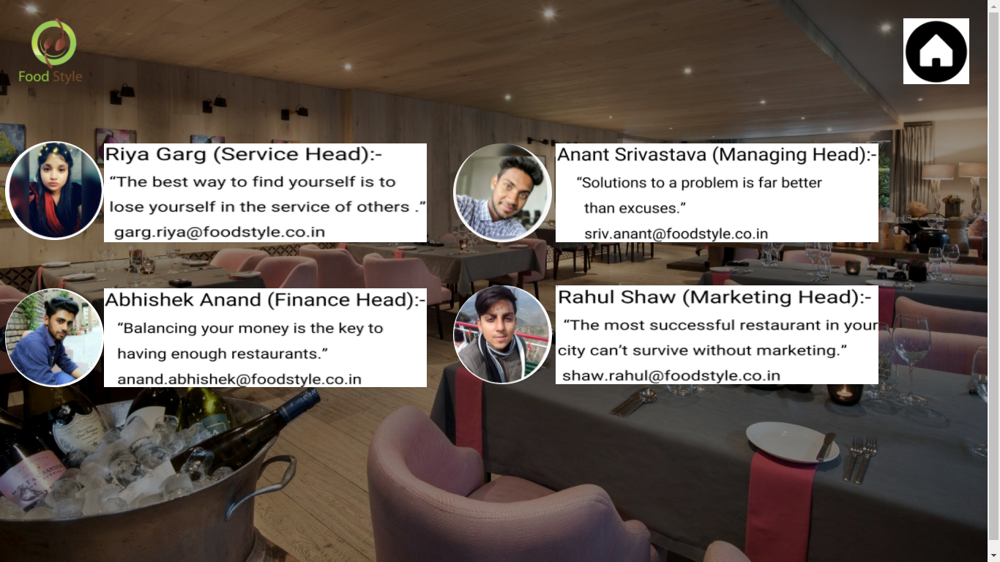 Food Style
Riya Garg (Service Head):-
“The best way to find yourself is to
lose yourself in the service of others .”
garg.riya@foodstyle.co.in
Anant Srivastava (Managing Head):-
“Solutions to a problem is far better
than excuses.”
sriv.anant@foodstyle.co.in
Abhishek Anand (Finance Head):-
“Balancing your money is the key to
having enough restaurants.”
anand.abhishek@foodstyle.co.in
Rahul Shaw (Marketing Head):-
“The most successful restaurant in your
city can’t survive without marketing.”
shaw.rahul@foodstyle.co.in